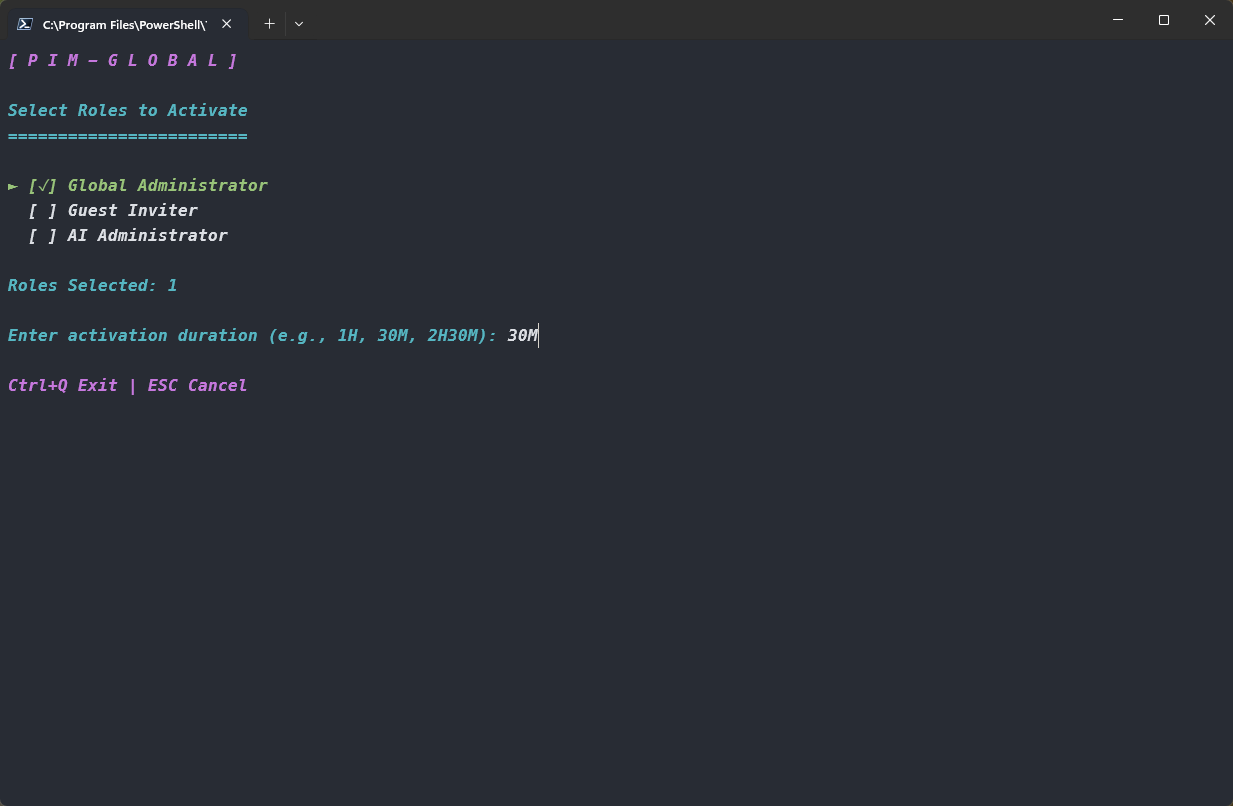 C:\Program Files\PowerShell\
[ P I M - G L O B A L ]
Select Roles to Activate
========================
► [√] Global Administrator
[ ] Guest Inviter
[ ] AI Administrator
Roles Selected: 1
Enter activation duration (e.g., 1H, 30M, 2H30M): 30M
Ctrl+Q Exit | ESC Cancel